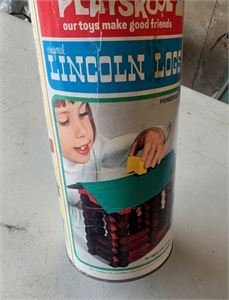 PLAYSKOOL
our toys make good friends
original
LINCOLN LOGS